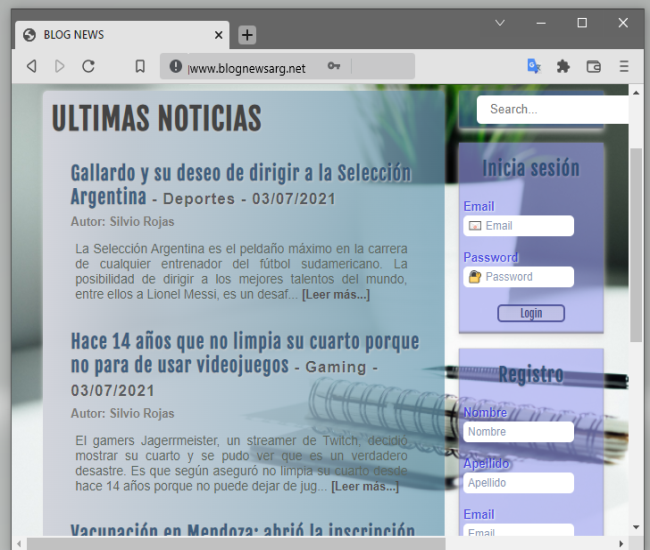 BLOG NEWS
www.blognewsarg.net
ULTIMAS NOTICIAS
Search...
Gallardo y su deseo de dirigir a la Selección
Argentina - Deportes - 03/07/2021
Autor: Silvio Rojas
La Selección Argentina es el peldaño máximo en la carrera
de cualquier entrenador del fútbol sudamericano. La
posibilidad de dirigir a los mejores talentos del mundo,
entre ellos a Lionel Messi, es un desaf... [Leer más...]
Hace 14 años que no limpia su cuarto porque
no para de usar videojuegos - Gaming -
03/07/2021
Autor: Silvio Rojas
El gamers Jagerrmeister, un streamer de Twitch, decidió
mostrar su cuarto y se pudo ver que es un verdadero
desastre. Es que según aseguró no limpia su cuarto desde
hace 14 años porque no puede dejar de jug... [Leer más...]
Vacunación en Mendoza: abrió la inscripción
Inicia sesión
Email
Email
Password
Password
Login
Registro
Nombre
Nombre
Apellido
Apellido
Email
Email